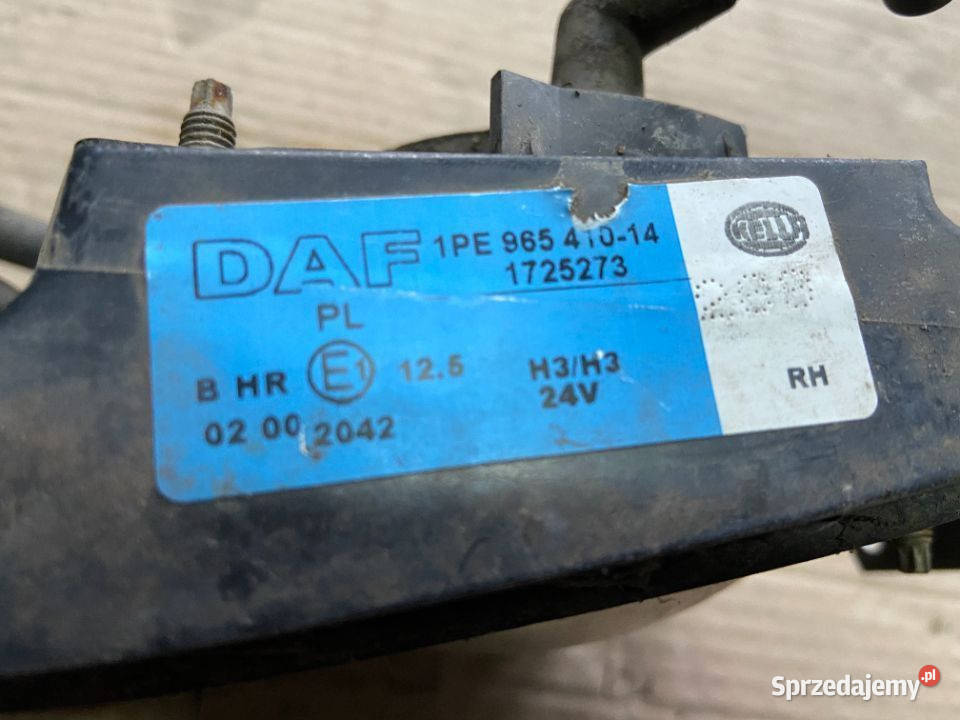 DAF 1PE 965 410-14
1725273
HELLA
PL
B HR E1 12.5 H3/H3
24V
RH
02 00 2042
Sprzedajemy.pl